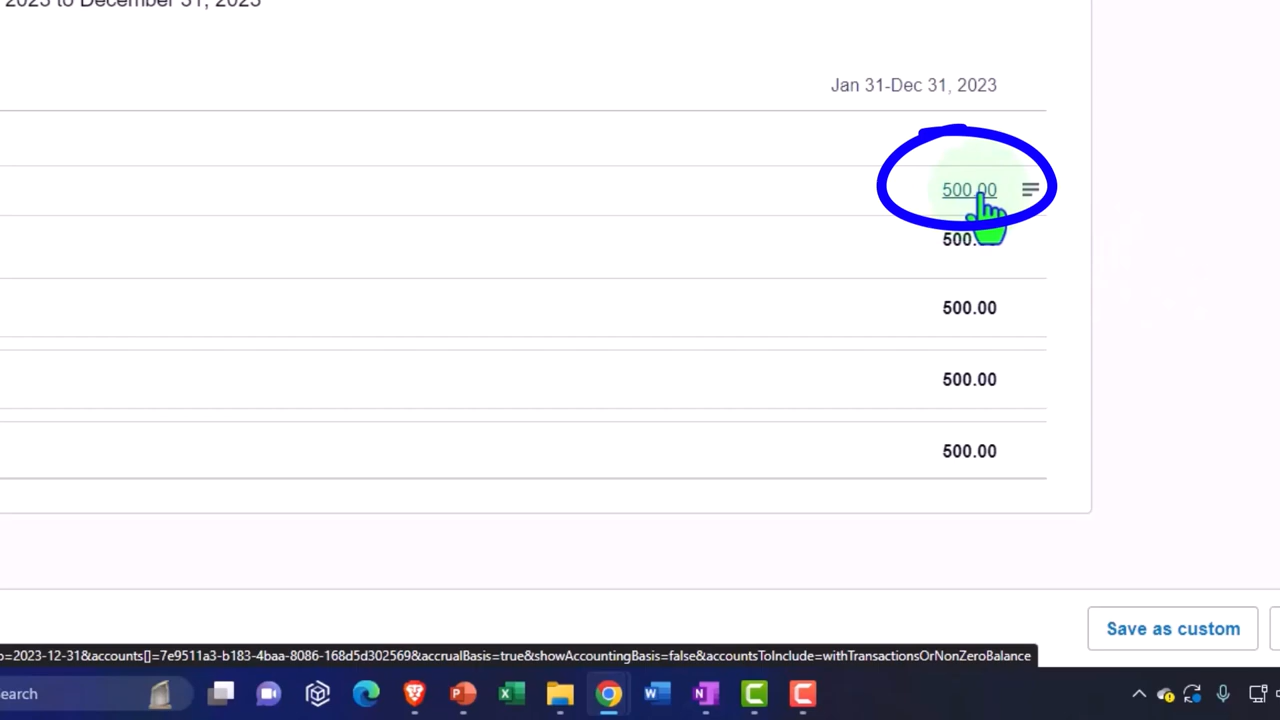 2023 to December 31, 2023
Jan 31-Dec 31, 2023
500.00
500.
500.00
500.00
500.00
Save as custom
=2023-12-31&accounts[]=7e9511a3-b183-4baa-8086-168d5d302569&accrualBasis=true&showAccountingBasis=false&accountsToInclude=withTransactionsOrNonZeroBalance
earch